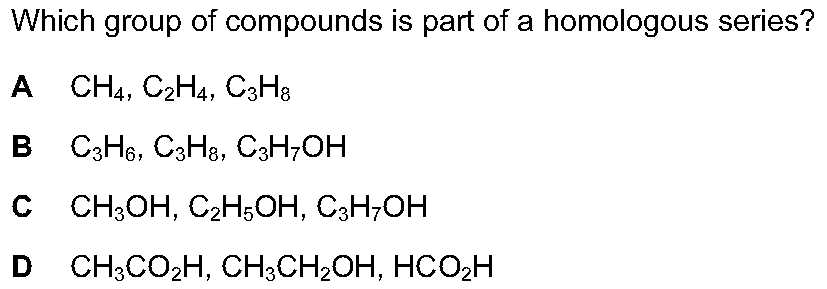 Which group of compounds is part of a homologous series?
A CH₄, C₂H₄, C₃H₈
B C₃H₆, C₃H₈, C₃H₇OH
C CH₃OH, C₂H₅OH, C₃H₇OH
D CH₃CO₂H, CH₃CH₂OH, HCO₂H